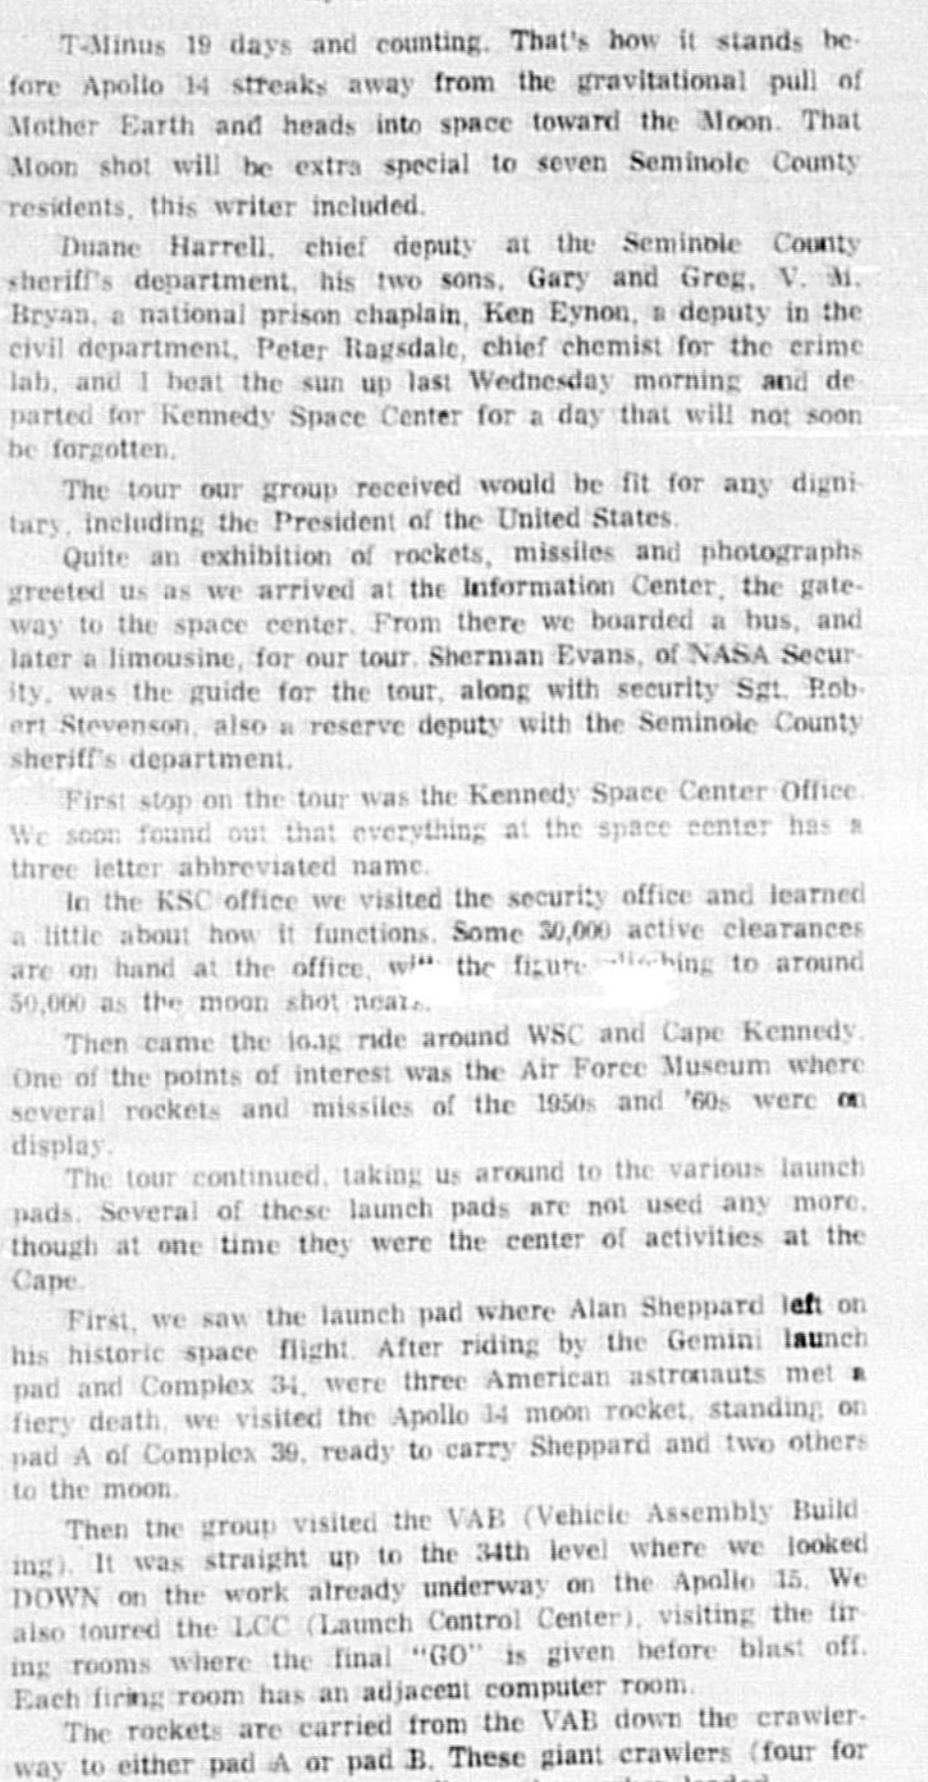 T-Minus 19 days and counting. That's how it stands be-
fore Apollo 14 streaks away from the gravitational pull of
Mother Earth and heads into space toward the Moon. That
Moon shot will be extra special to seven Seminole County
residents, this writer included.
Duane Harrell, chief deputy at the Seminole County
sheriff's department, his two sons, Gary and Greg, V. M.
Bryan, a national prison chaplain, Ken Eynon, a deputy in the
civil department, Peter Ragsdale, chief chemist for the crime
lab, and I beat the sun up last Wednesday morning and de-
parted for Kennedy Space Center for a day that will not soon
be forgotten.
The tour our group received would be fit for any digni-
tary, including the President of the United States.
Quite an exhibition of rockets, missiles and photographs
greeted us as we arrived at the Information Center, the gate-
way to the space center. From there we boarded a bus, and
later a limousine, for our tour. Sherman Evans, of NASA Secur-
ity, was the guide for the tour, along with security Sgt. Rob-
ert Stevenson, also a reserve deputy with the Seminole County
sheriff's department.
First stop on the tour was the Kennedy Space Center Office.
We soon found out that everything at the space center has a
three letter abbreviated name.
In the KSC office we visited the security office and learned
a little about how it functions. Some 30,000 active clearances
are on hand at the office, the figure to around
50,000 as the moon shot nears.
Then came the long ride around WSC and Cape Kennedy.
One of the points of interest was the Air Force Museum where
several rockets and missiles of the 1950s and '60s were on
display.
The tour continued, taking us around to the various launch
pads. Several of these launch pads are not used any more,
though at one time they were the center of activities at the
Cape.
First, we saw the launch pad where Alan Sheppard left on
his historic space flight. After riding by the Gemini launch
pad and Complex 34, were three American astronauts met a
fiery death, we visited the Apollo 14 moon rocket, standing on
pad A of Complex 39, ready to carry Sheppard and two others
to the moon.
Then the group visited the VAB (Vehicle Assembly Build-
ing). It was straight up to the 34th level where we looked
DOWN on the work already underway on the Apollo 15. We
also toured the LCC (Launch Control Center), visiting the fir-
ing rooms where the final "GO" is given before blast off.
Each firing room has an adjacent computer room.
The rockets are carried from the VAB down the crawler-
way to either pad A or pad B. These giant crawlers (four for